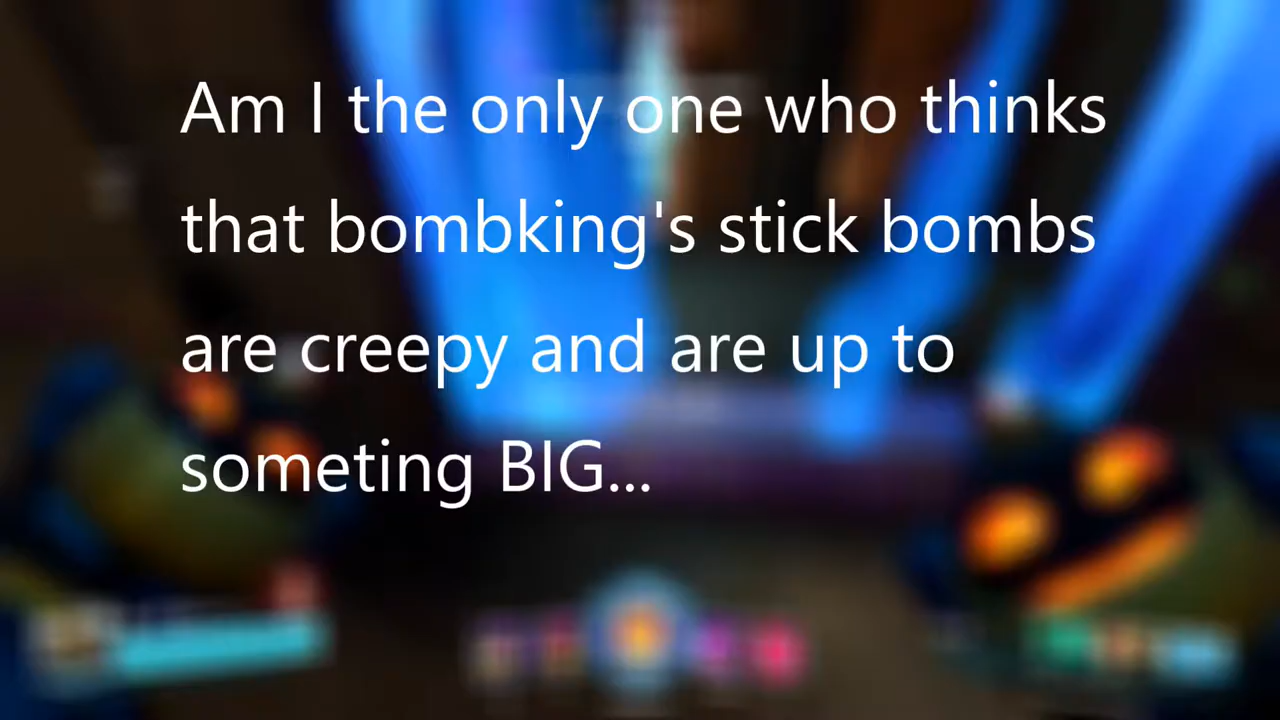 Am I the only one who thinks
that bombking's stick bombs
are creepy and are up to
someting BIG...